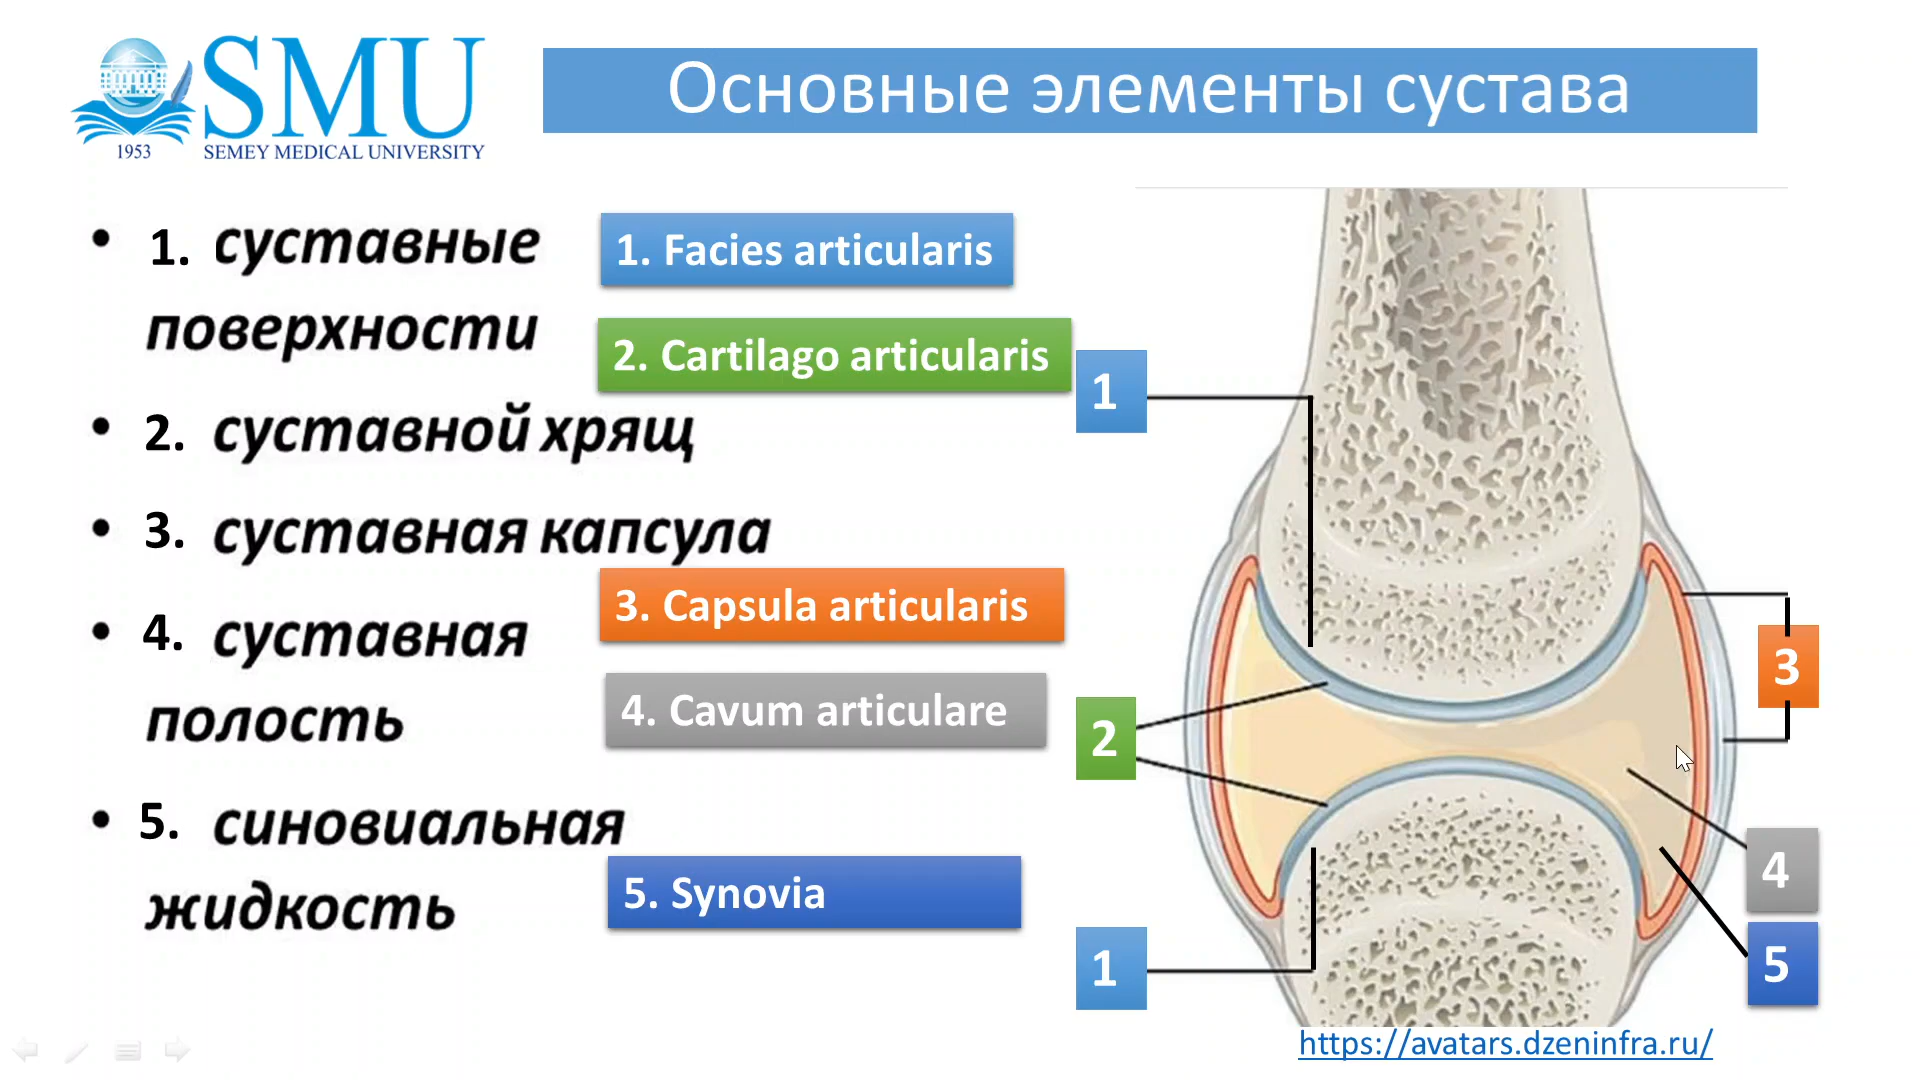 SMU
1953
SEMEY MEDICAL UNIVERSITY
Основные элементы сустава
• 1. суставные
поверхности
• 2. суставной хрящ
• 3. суставная капсула
• 4. суставная
полость
• 5. синовиальная
жидкость
1. Facies articularis
2. Cartilago articularis
3. Capsula articularis
4. Cavum articulare
5. Synovia
1
2
1
3
4
5
https://avatars.dzeninfra.ru/